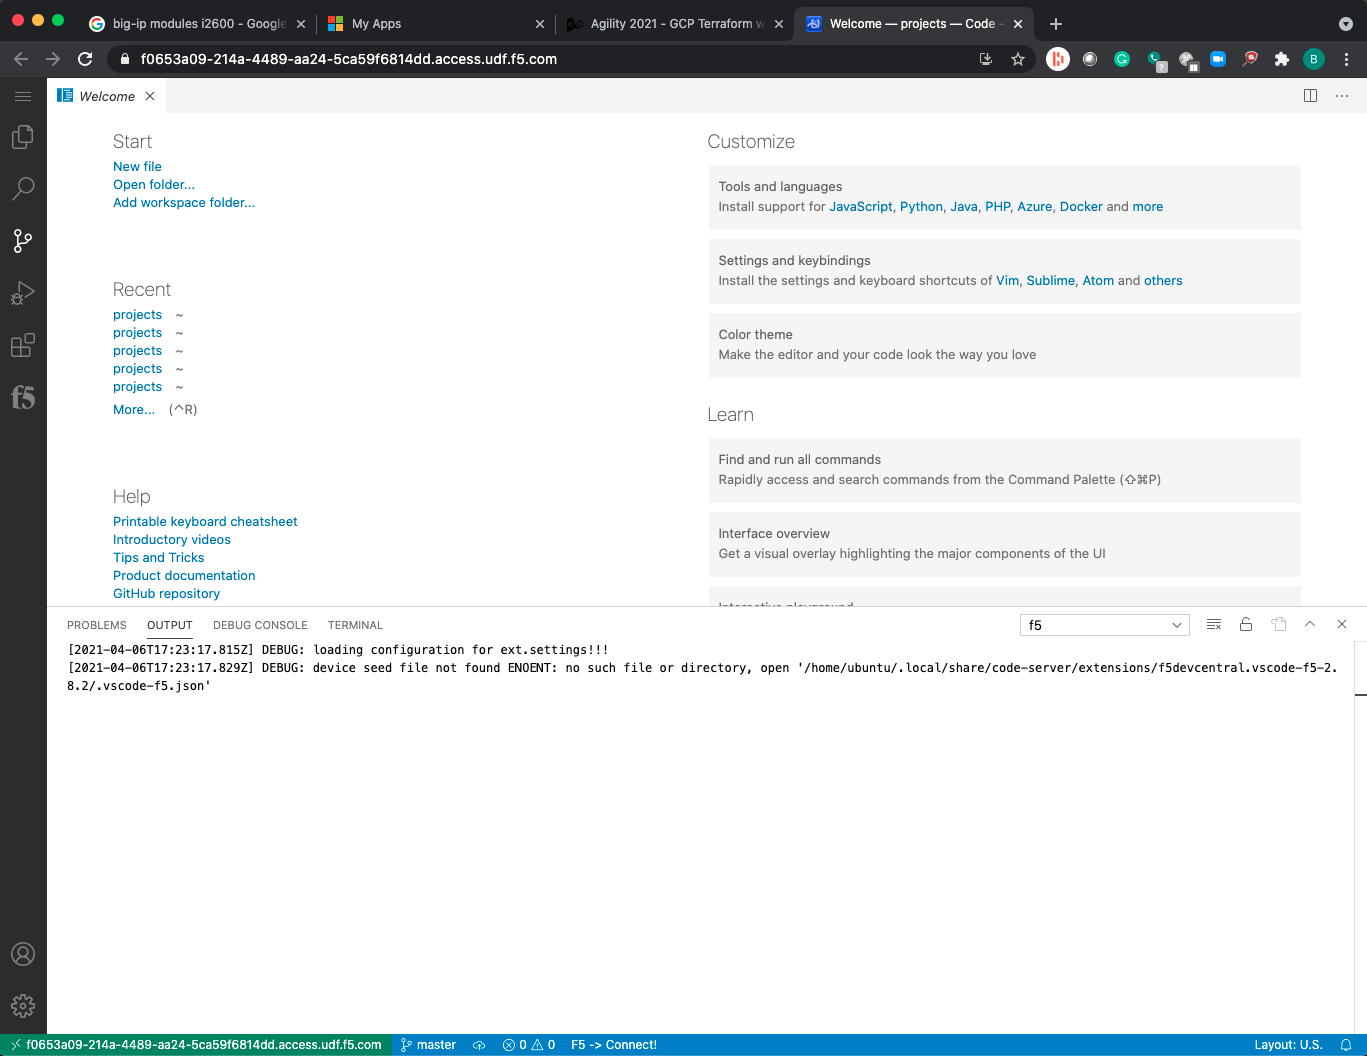 big-ip modules i2600 - Google
My Apps
Agility 2021 - GCP Terraform w
Welcome — projects — Code -
f0653a09-214a-4489-aa24-5ca59f6814dd.access.udf.f5.com
B
Welcome
Start
New file
Open folder...
Add workspace folder...
Recent
projects ~
projects ~
projects ~
projects ~
projects ~
More... (^R)
Help
Printable keyboard cheatsheet
Introductory videos
Tips and Tricks
Product documentation
GitHub repository
Customize
Tools and languages
Install support for JavaScript, Python, Java, PHP, Azure, Docker and more
Settings and keybindings
Install the settings and keyboard shortcuts of Vim, Sublime, Atom and others
Color theme
Make the editor and your code look the way you love
Learn
Find and run all commands
Rapidly access and search commands from the Command Palette (⇧⌘P)
Interface overview
Get a visual overlay highlighting the major components of the UI
Interactive playground
f5
PROBLEMS OUTPUT DEBUG CONSOLE TERMINAL f5
[2021-04-06T17:23:17.815Z] DEBUG: loading configuration for ext.settings!!!
[2021-04-06T17:23:17.829Z] DEBUG: device seed file not found ENOENT: no such file or directory, open '/home/ubuntu/.local/share/code-server/extensions/f5devcentral.vscode-f5-2.
8.2/.vscode-f5.json'
f0653a09-214a-4489-aa24-5ca59f6814dd.access.udf.f5.com master 0 0 F5 -> Connect! Layout: U.S.